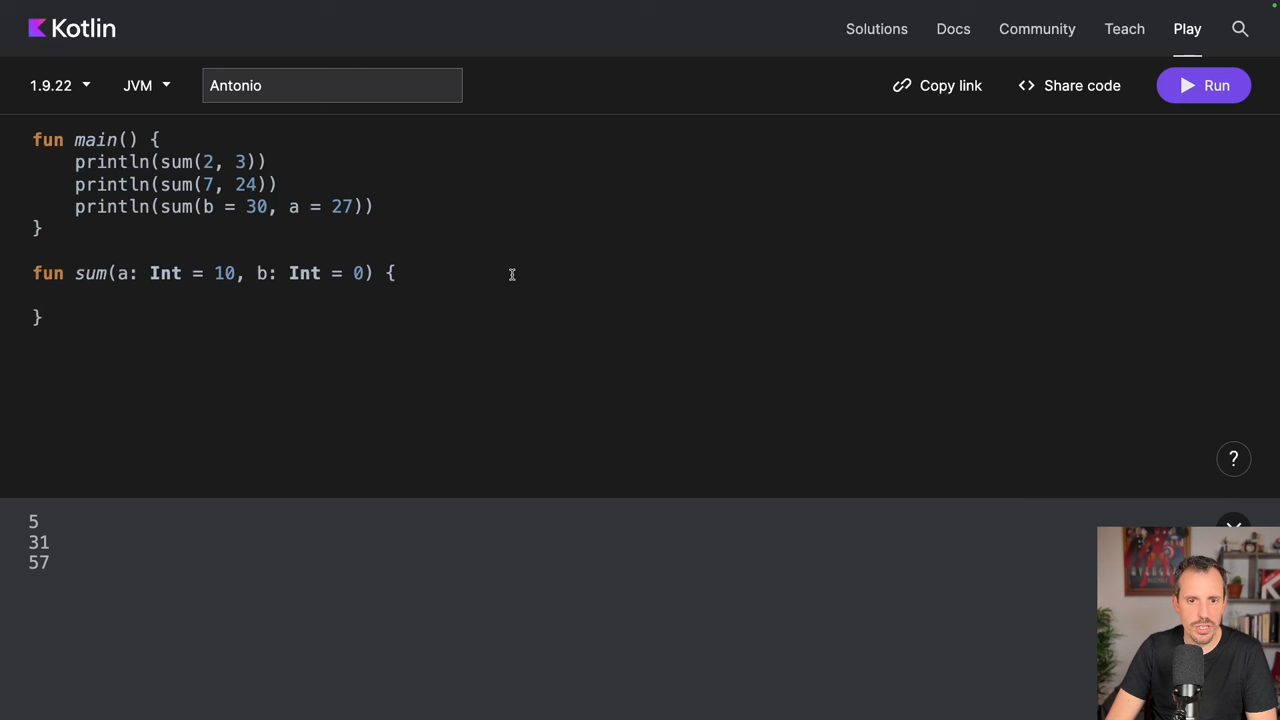 Kotlin
Solutions Docs Community Teach Play
1.9.22 JVM Antonio Copy link Share code Run
fun main() {
    println(sum(2, 3))
    println(sum(7, 24))
    println(sum(b = 30, a = 27))
}
fun sum(a: Int = 10, b: Int = 0) {
}
?
5
31
57